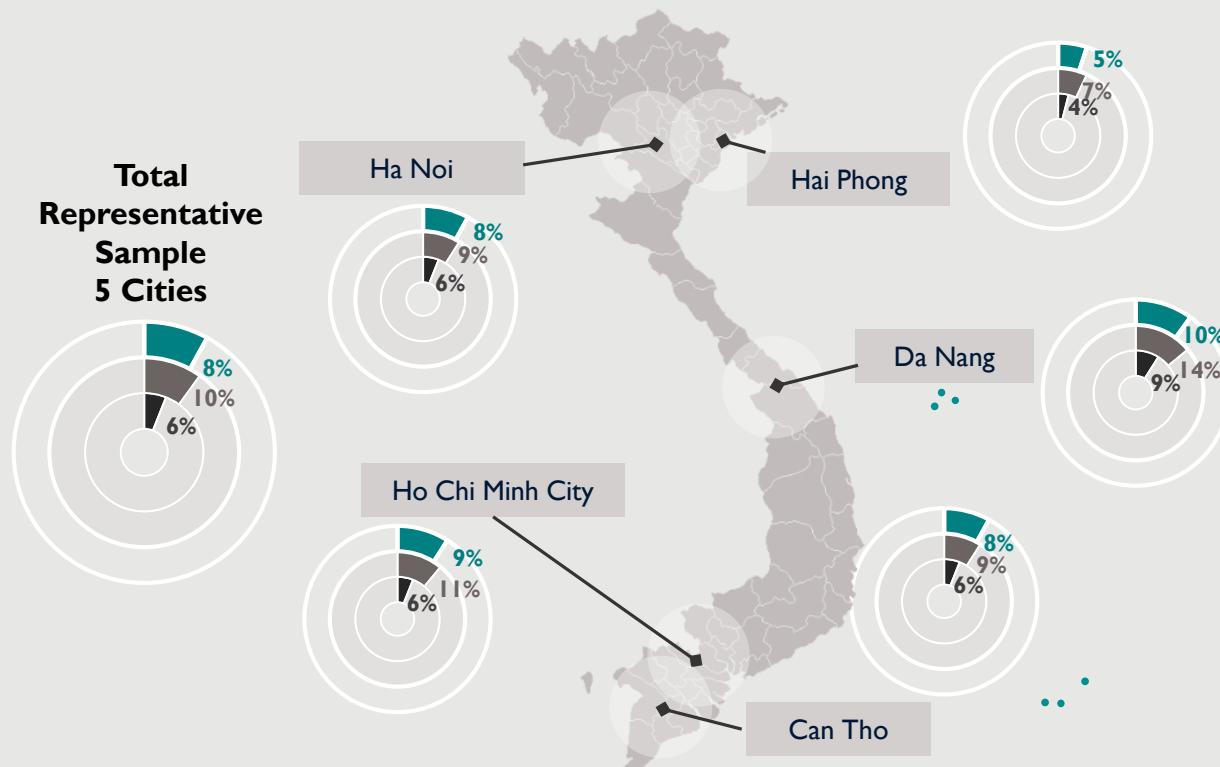 Total
Representative
Sample
5 Cities
8%
10%
6%
Ha Noi
8%
9%
6%
Hai Phong
5%
7%
4%
Da Nang
10%
14%
9%
Ho Chi Minh City
9%
11%
6%
Can Tho
8%
9%
6%